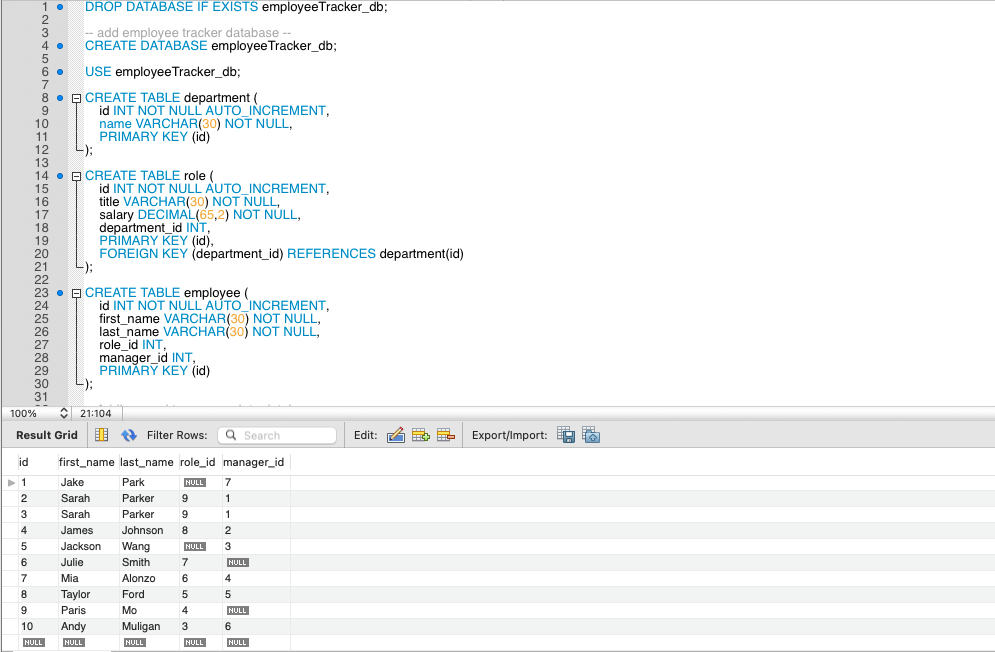 1 DROP DATABASE IF EXISTS employeeTracker_db;
2
3 -- add employee tracker database --
4 CREATE DATABASE employeeTracker_db;
5
6 USE employeeTracker_db;
7
8 CREATE TABLE department (
9 id INT NOT NULL AUTO_INCREMENT,
10 name VARCHAR(30) NOT NULL,
11 PRIMARY KEY (id)
12 );
13
14 CREATE TABLE role (
15 id INT NOT NULL AUTO_INCREMENT,
16 title VARCHAR(30) NOT NULL,
17 salary DECIMAL(65,2) NOT NULL,
18 department_id INT,
19 PRIMARY KEY (id),
20 FOREIGN KEY (department_id) REFERENCES department(id)
21 );
22
23 CREATE TABLE employee (
24 id INT NOT NULL AUTO_INCREMENT,
25 first_name VARCHAR(30) NOT NULL,
26 last_name VARCHAR(30) NOT NULL,
27 role_id INT,
28 manager_id INT,
29 PRIMARY KEY (id)
30 );
31
100% 21:104
Result Grid Filter Rows: Search Edit: Export/Import:
id first_name last_name role_id manager_id
1 Jake Park NULL 7
2 Sarah Parker 9 1
3 Sarah Parker 9 1
4 James Johnson 8 2
5 Jackson Wang NULL 3
6 Julie Smith 7 NULL
7 Mia Alonzo 6 4
8 Taylor Ford 5 5
9 Paris Mo 4 NULL
10 Andy Muligan 3 6
NULL NULL NULL NULL NULL